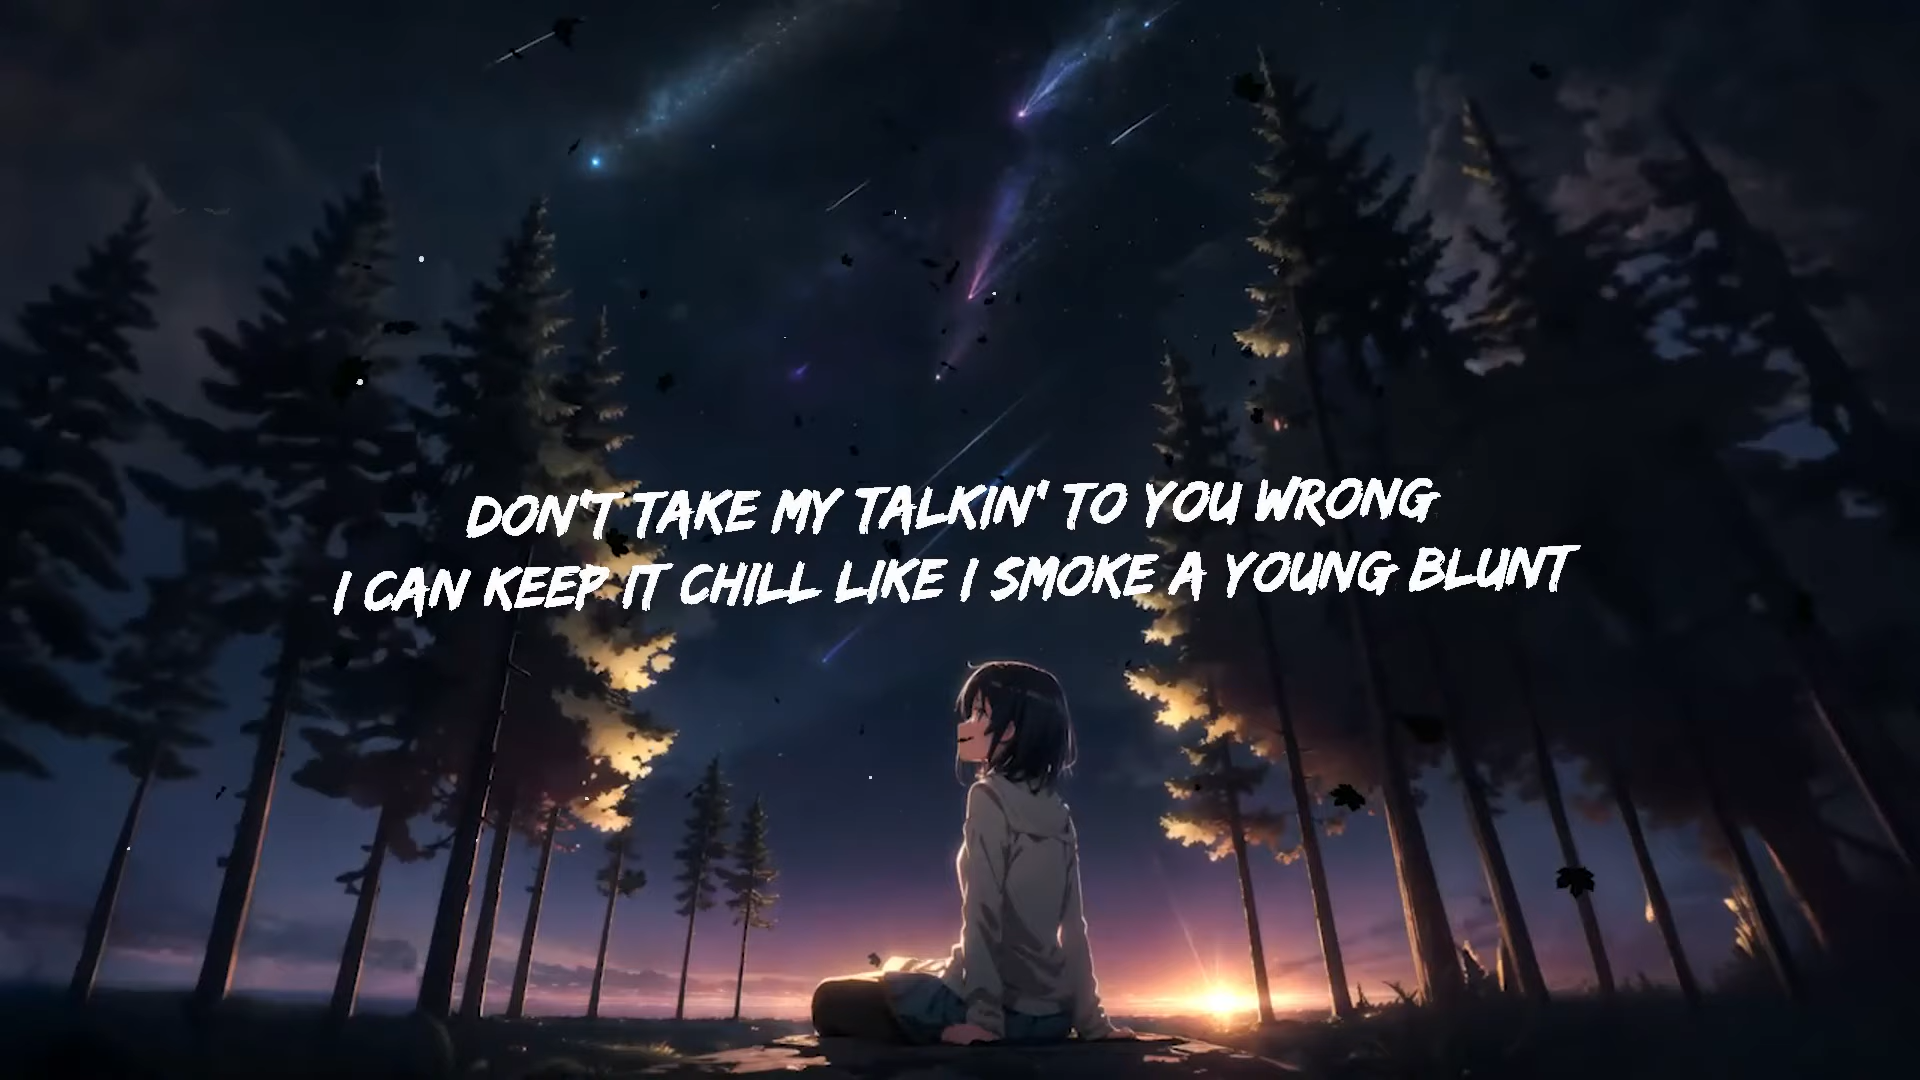 DON'T TAKE MY TALKIN' TO YOU WRONG
I CAN KEEP IT CHILL LIKE I SMOKE A YOUNG BLUNT